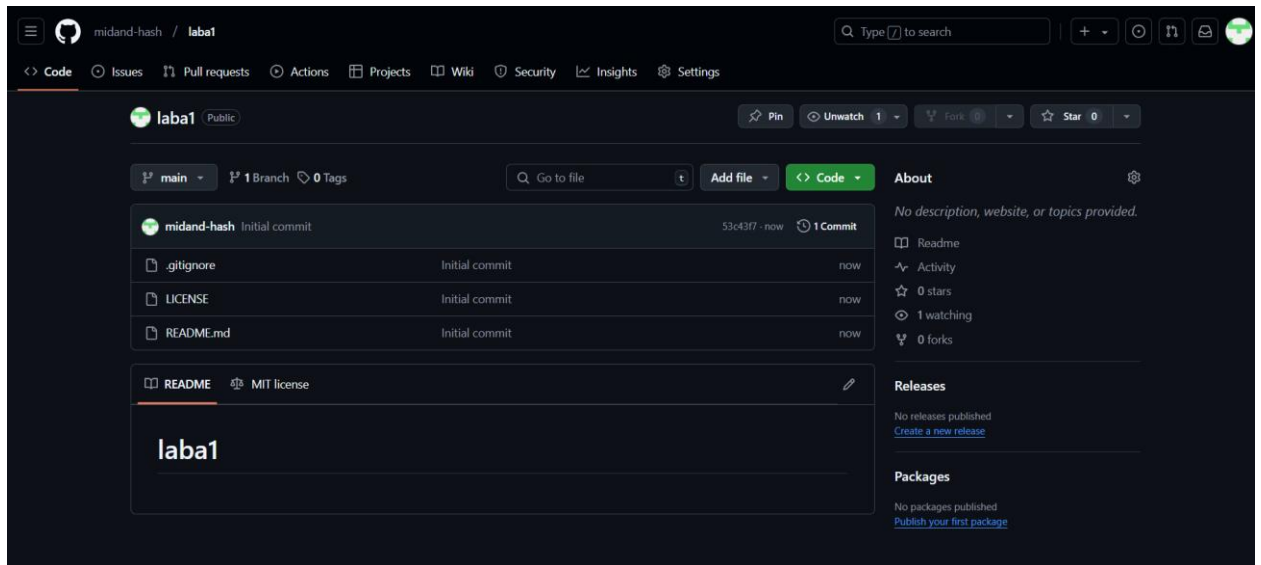 midand-hash / laba1
Type / to search
Code Issues Pull requests Actions Projects Wiki Security Insights Settings
laba1 Public
Pin Unwatch 1 Fork 0 Star 0
main 1 Branch 0 Tags
Go to file t Add file Code
midand-hash Initial commit 53c43f7 · now 1 Commit
.gitignore Initial commit now
LICENSE Initial commit now
README.md Initial commit now
README MIT license
laba1
About
No description, website, or topics provided.
Readme
Activity
0 stars
1 watching
0 forks
Releases
No releases published
Create a new release
Packages
No packages published
Publish your first package